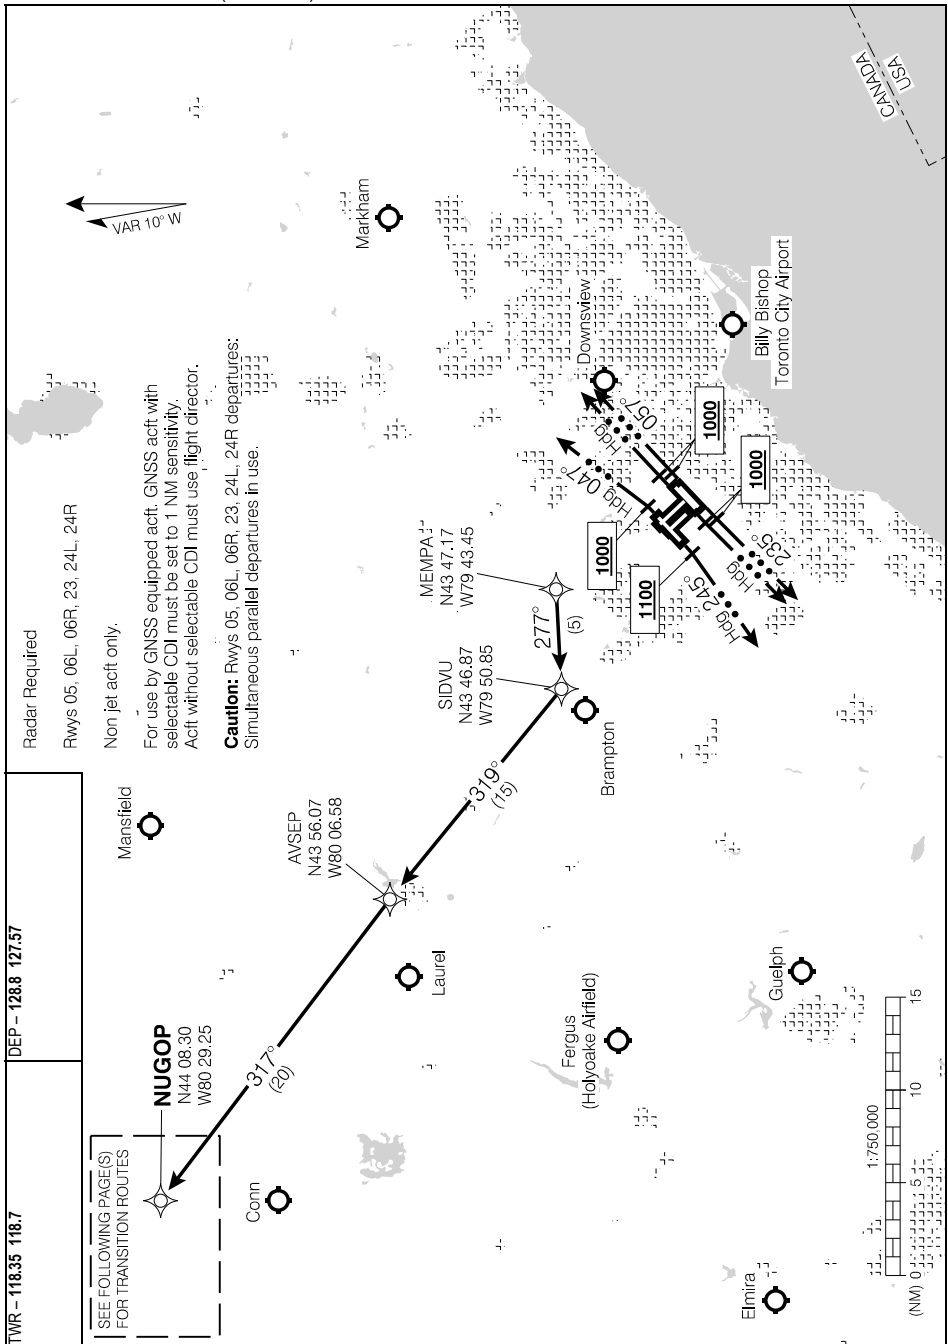 TWR – 118.35 118.7
DEP – 128.8 127.57
Radar Required
Rwys 05, 06L, 06R, 23, 24L, 24R
Non jet acft only.
For use by GNSS equipped acft. GNSS acft with
selectable CDI must be set to 1 NM sensitivity.
Acft without selectable CDI must use flight director.
Caution: Rwys 05, 06L, 06R, 23, 24L, 24R departures:
Simultaneous parallel departures in use.
VAR 10° W
CANADA
USA
SEE FOLLOWING PAGE(S)
FOR TRANSITION ROUTES
NUGOP
N44 08.30
W80 29.25
317°
(20)
Mansfield
AVSEP
N43 56.07
W80 06.58
319°
(15)
SIDVU
N43 46.87
W79 50.85
277°
(5)
MEMPA
N43 47.17
W79 43.45
Markham
Conn
Laurel
Brampton
Downsview
Hdg 047°
Hdg 057°
1000
1000
1100
1000
Hdg 245°
Hdg 235°
Billy Bishop
Toronto City Airport
Fergus
(Holyoake Airfield)
Guelph
Elmira
1:750,000
(NM) 0 5 10 15